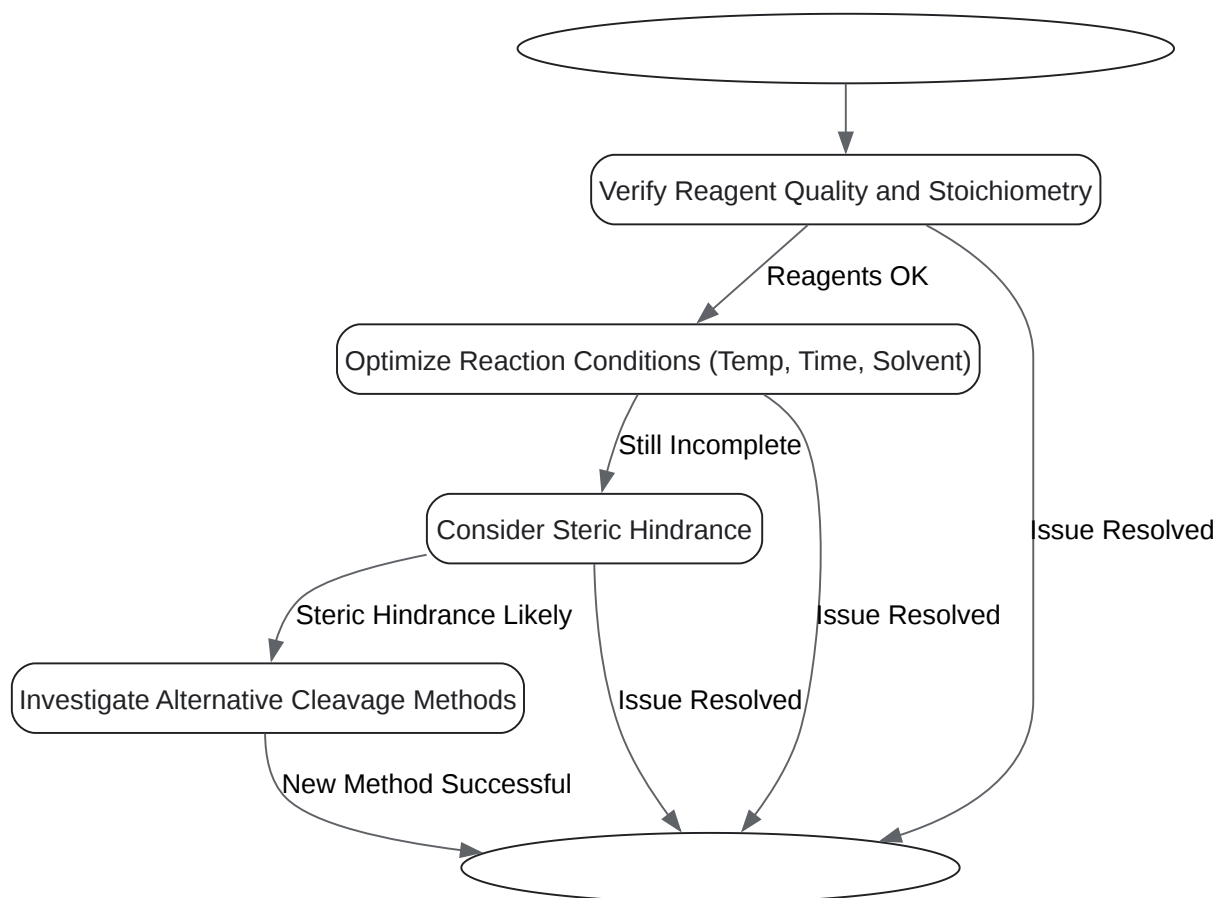 Verify Reagent Quality and Stoichiometry
Reagents OK
Optimize Reaction Conditions (Temp, Time, Solvent)
Still Incomplete
Consider Steric Hindrance
Issue Resolved
Steric Hindrance Likely
Issue Resolved
Investigate Alternative Cleavage Methods
Issue Resolved
New Method Successful